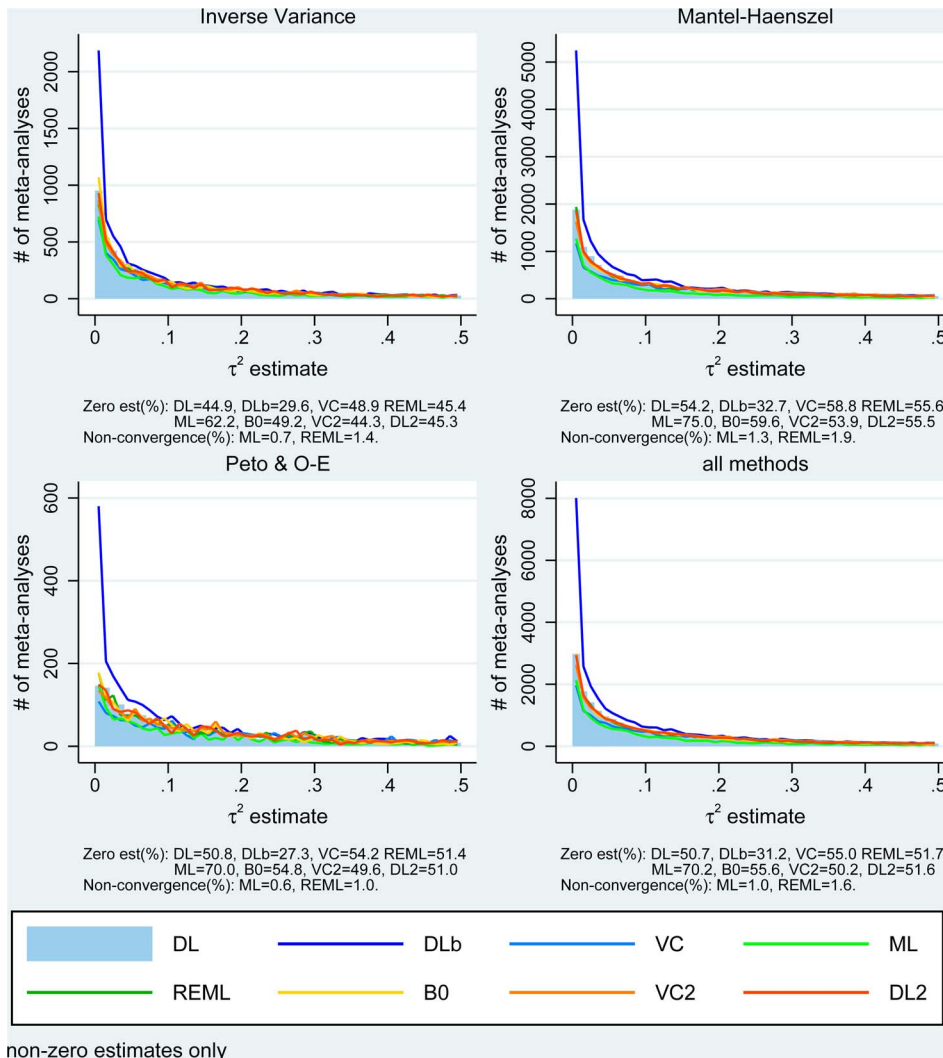 Inverse Variance
# of meta-analyses
2000
1500
1000
500
0
0 .1 .2 .3 .4 .5
τ² estimate
Zero est(%): DL=44.9, DLb=29.6, VC=48.9 REML=45.4
ML=62.2, B0=49.2, VC2=44.3, DL2=45.3
Non-convergence(%): ML=0.7, REML=1.4.
Mantel-Haenszel
# of meta-analyses
5000
4000
3000
2000
1000
0
0 .1 .2 .3 .4 .5
τ² estimate
Zero est(%): DL=54.2, DLb=32.7, VC=58.8 REML=55.6
ML=75.0, B0=59.6, VC2=53.9, DL2=55.5
Non-convergence(%): ML=1.3, REML=1.9.
Peto & O-E
# of meta-analyses
600
400
200
0
0 .1 .2 .3 .4 .5
τ² estimate
Zero est(%): DL=50.8, DLb=27.3, VC=54.2 REML=51.4
ML=70.0, B0=54.8, VC2=49.6, DL2=51.0
Non-convergence(%): ML=0.6, REML=1.0.
all methods
# of meta-analyses
8000
6000
4000
2000
0
0 .1 .2 .3 .4 .5
τ² estimate
Zero est(%): DL=50.7, DLb=31.2, VC=55.0 REML=51.7
ML=70.2, B0=55.6, VC2=50.2, DL2=51.6
Non-convergence(%): ML=1.0, REML=1.6.
DL DLb VC ML
REML B0 VC2 DL2
non-zero estimates only